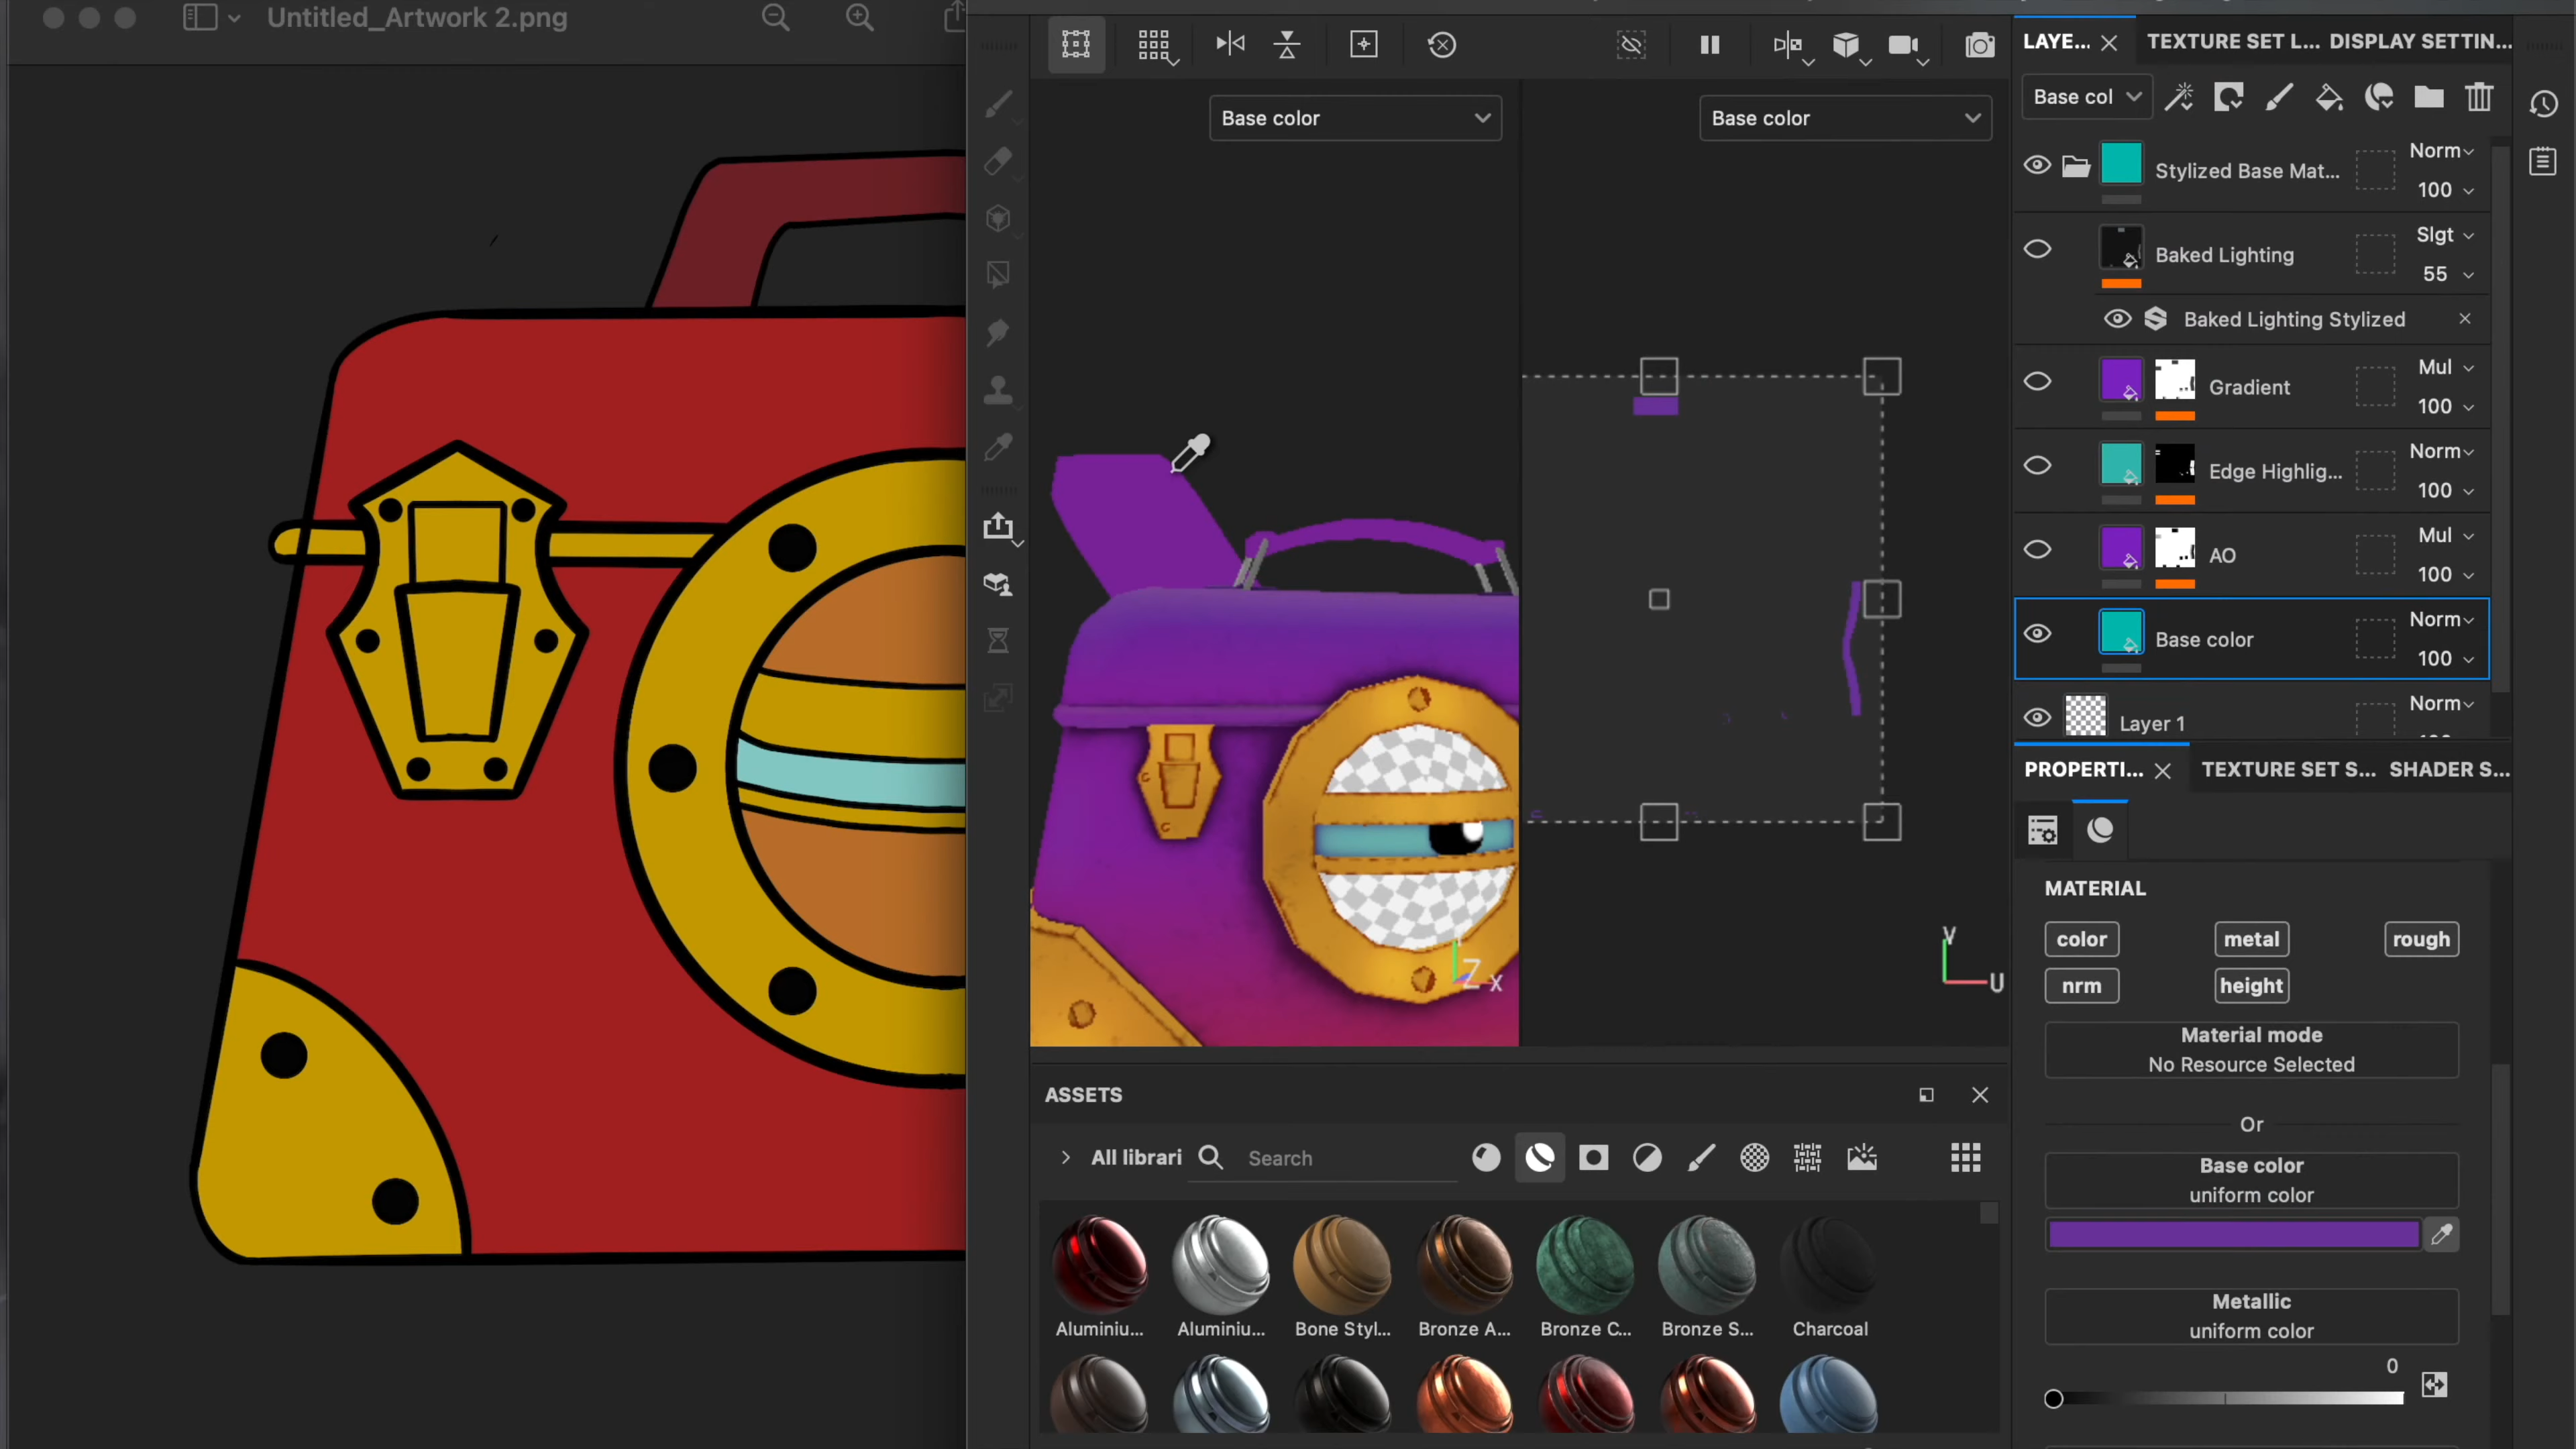 Untitled_Artwork 2.png
Base color
Base color
Z
X
V
U
LAYE...
TEXTURE SET L...
DISPLAY SETTIN...
Base col
Stylized Base Mat...
Norm
100
Baked Lighting
Slgt
55
Baked Lighting Stylized
Gradient
Mul
100
Edge Highlig...
Norm
100
AO
Mul
100
Base color
Norm
100
Layer 1
Norm
PROPERTI...
TEXTURE SET S...
SHADER S...
MATERIAL
color
metal
rough
nrm
height
Material mode
No Resource Selected
Or
Base color
uniform color
Metallic
uniform color
0
ASSETS
All librari
Search
Aluminiu...
Aluminiu...
Bone Styl...
Bronze A...
Bronze C...
Bronze S...
Charcoal